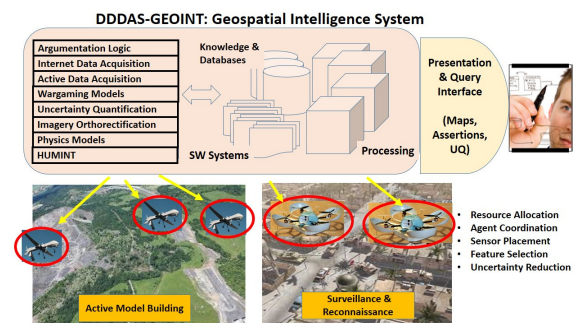 DDDAS-GEOINT: Geospatial Intelligence System
Argumentation Logic
Internet Data Acquisition
Active Data Acquisition
Wargaming Models
Uncertainty Quantification
Imagery Orthorectification
Physics Models
HUMINT
Knowledge &
Databases
SW Systems
Processing
Presentation
& Query
Interface
(Maps,
Assertions,
UQ)
Active Model Building
Surveillance &
Reconnaissance
• Resource Allocation
• Agent Coordination
• Sensor Placement
• Feature Selection
• Uncertainty Reduction